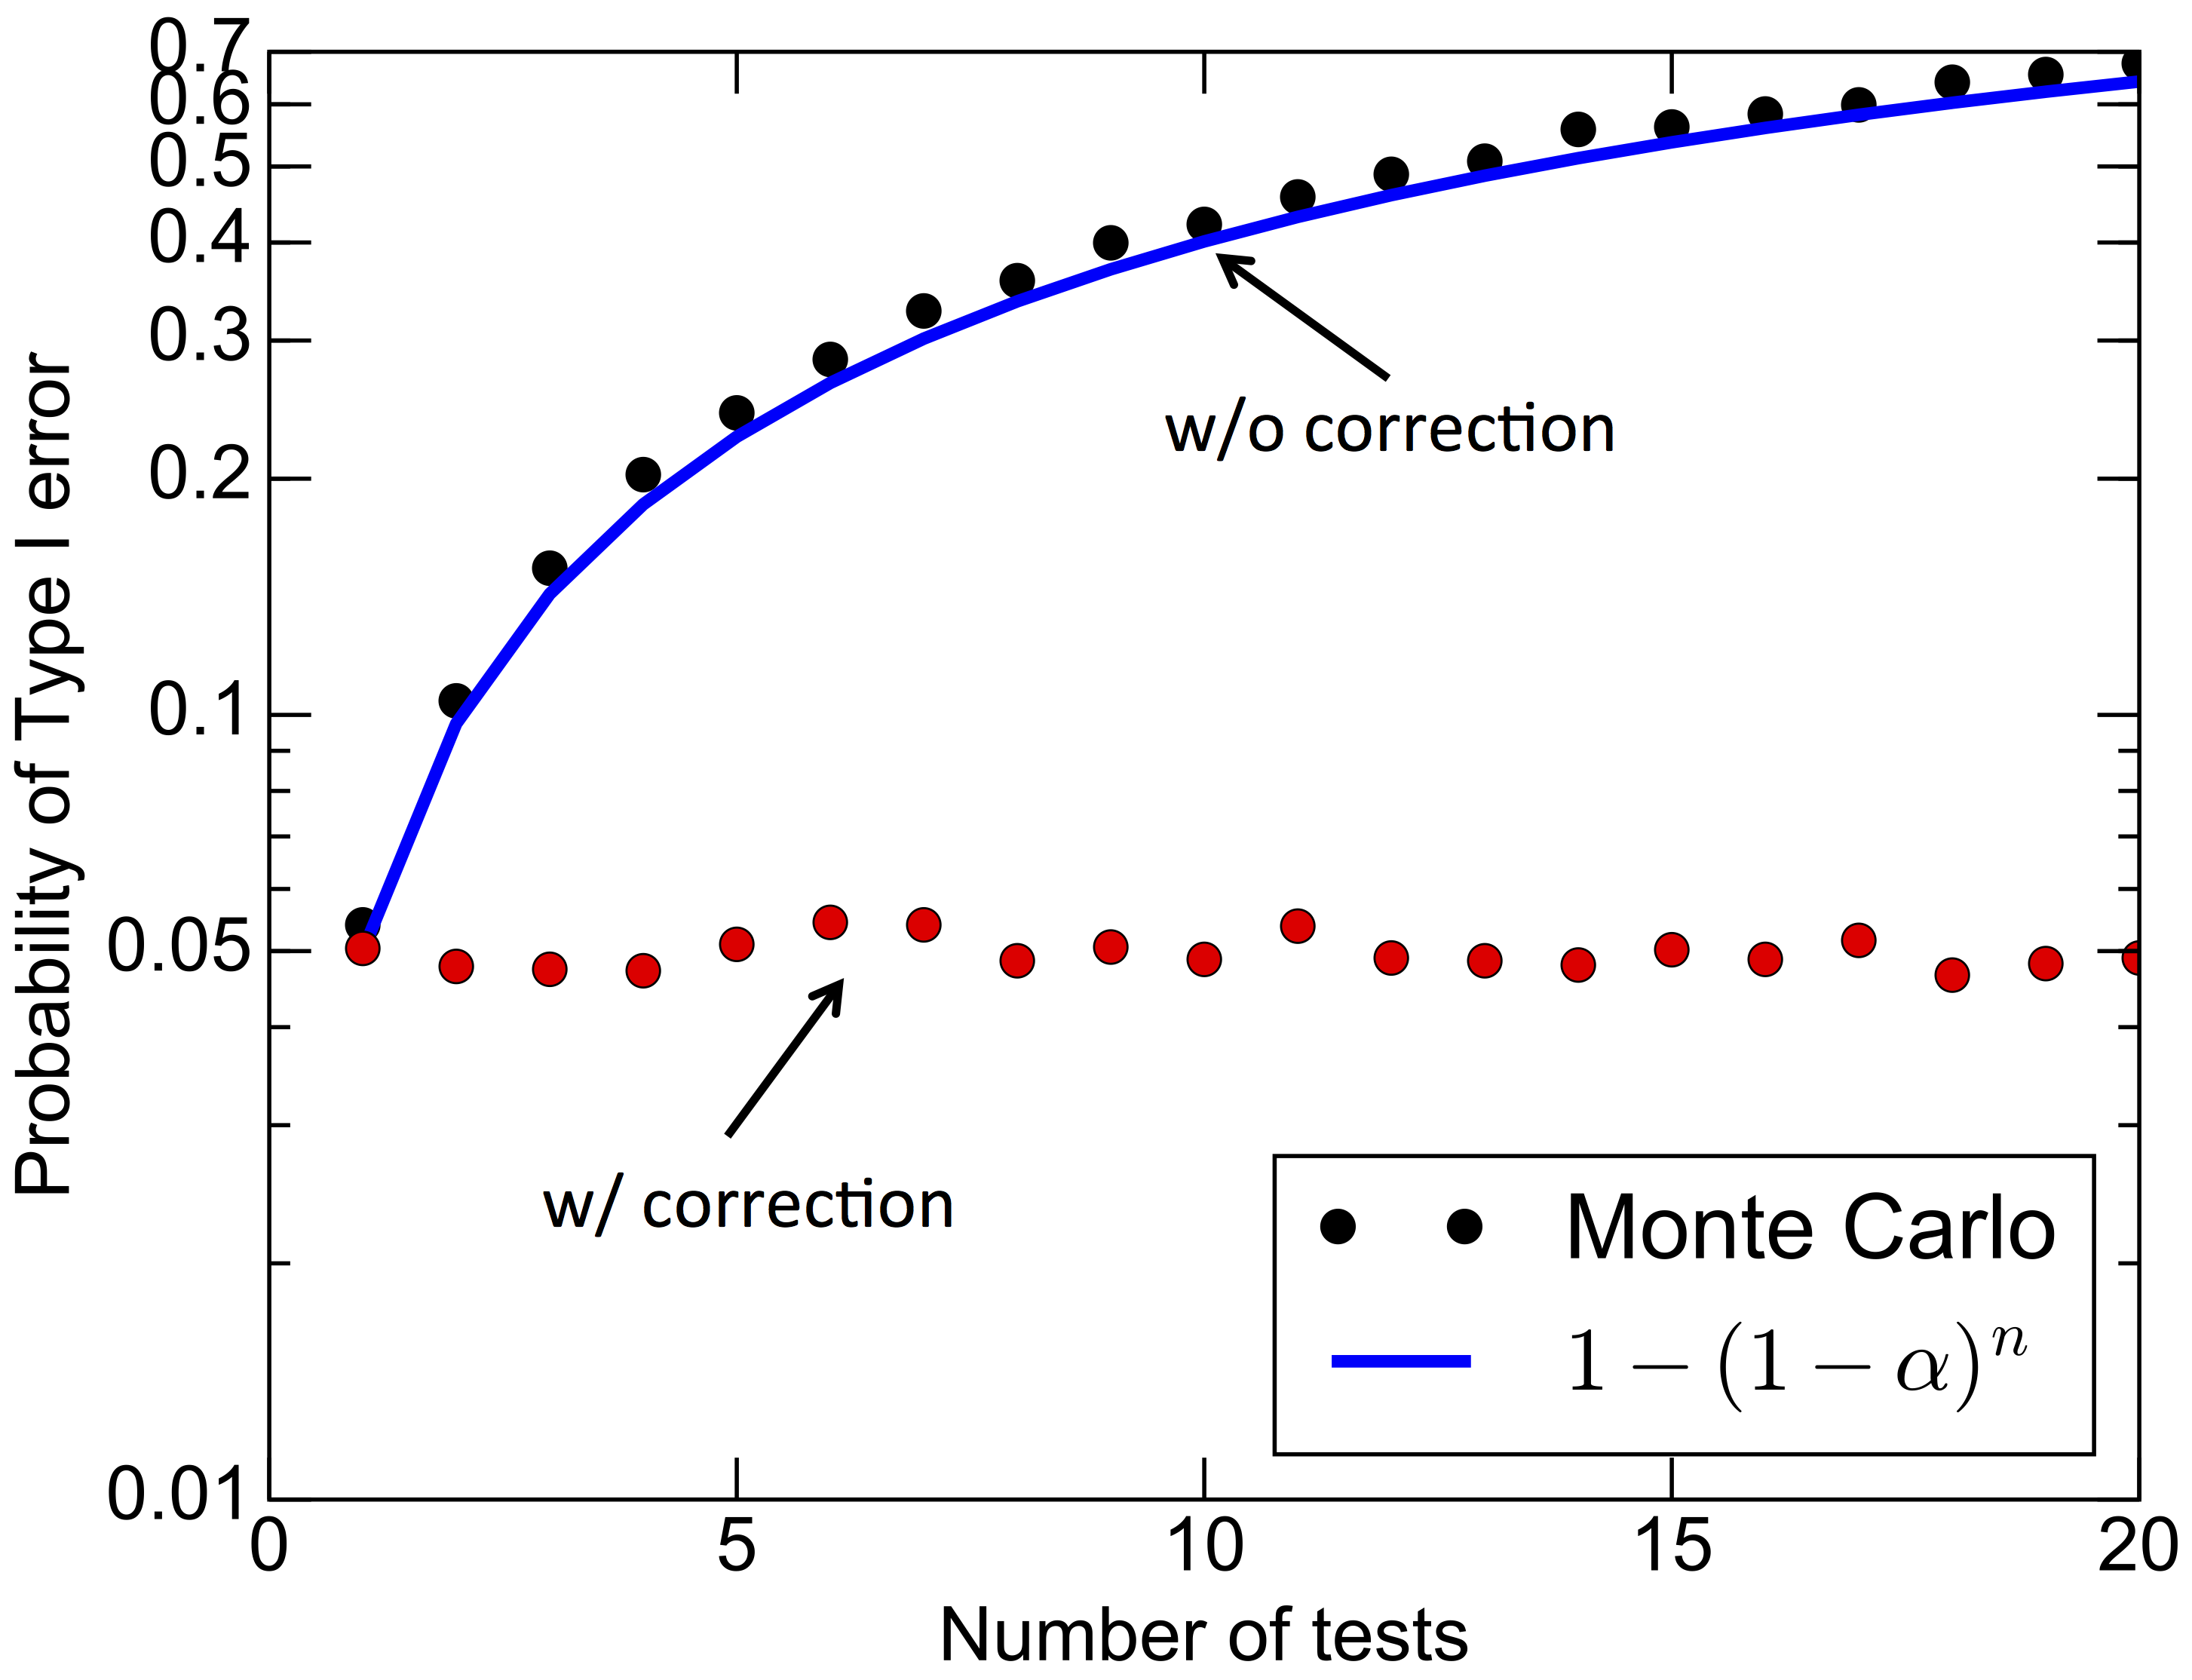 0.7
0.6
0.5
0.4
0.3
0.2
0.1
0.05
0.01
Probability of Type I error
w/o correction
w/ correction
Monte Carlo
1 − (1 − α)ⁿ
0 5 10 15 20
Number of tests